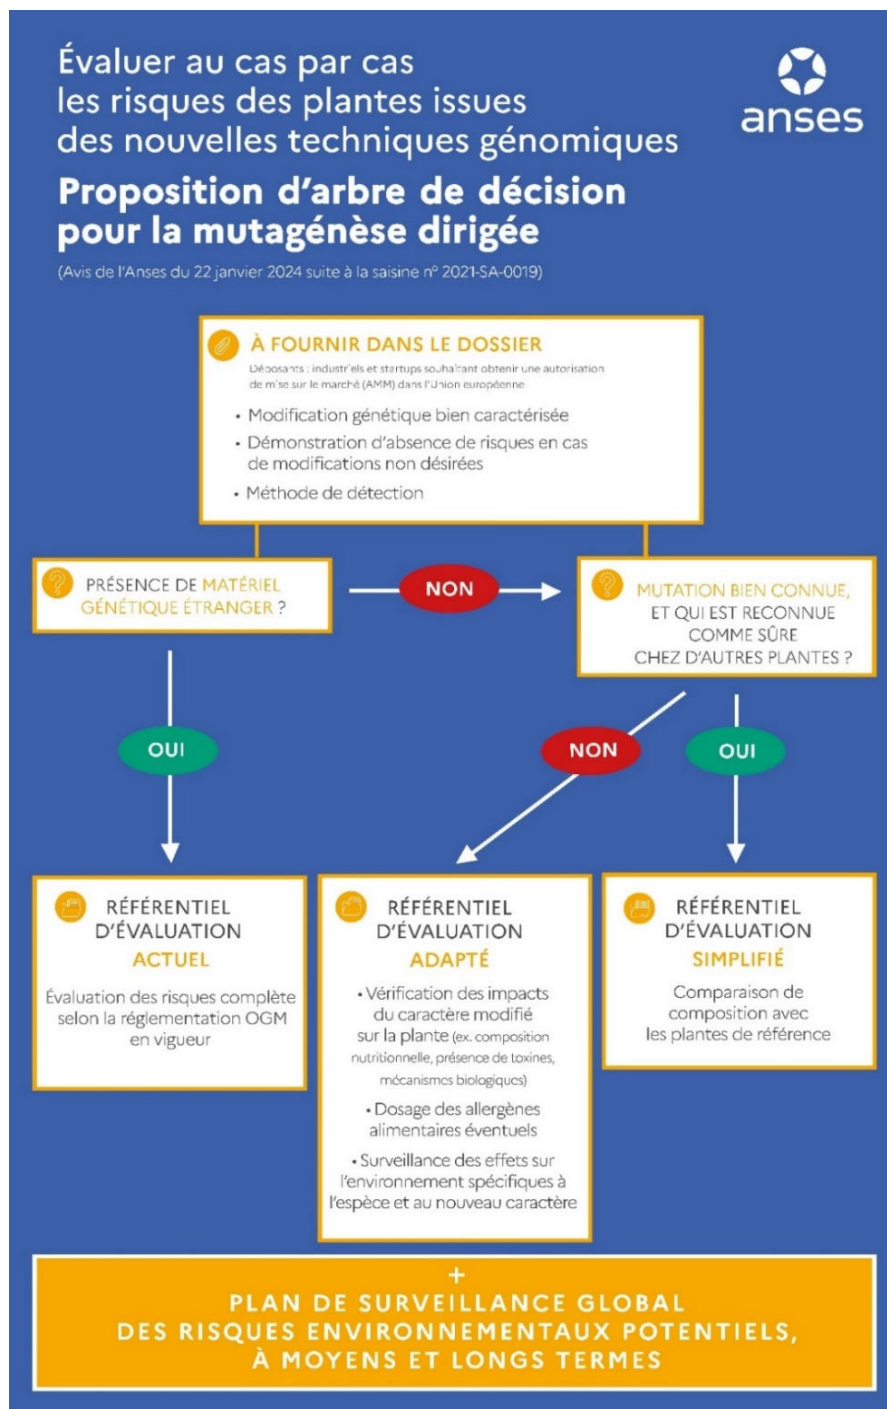 Évaluer au cas par cas
les risques des plantes issues
des nouvelles techniques génomiques
anses
Proposition d’arbre de décision
pour la mutagénèse dirigée
(Avis de l’Anses du 22 janvier 2024 suite à la saisine nº 2021-SA-0019)
À FOURNIR DANS LE DOSSIER
Déposants : industriels et startups souhaitant obtenir une autorisation
de mise sur le marché (AMM) dans l’Union européenne
• Modification génétique bien caractérisée
• Démonstration d’absence de risques en cas
de modifications non désirées
• Méthode de détection
PRÉSENCE DE MATÉRIEL
GÉNÉTIQUE ÉTRANGER ?
NON
MUTATION BIEN CONNUE,
ET QUI EST RECONNUE
COMME SÛRE
CHEZ D’AUTRES PLANTES ?
OUI
NON
OUI
RÉFÉRENTIEL
D’ÉVALUATION
ACTUEL
Évaluation des risques complète
selon la réglementation OGM
en vigueur
RÉFÉRENTIEL
D’ÉVALUATION
ADAPTÉ
• Vérification des impacts
du caractère modifié
sur la plante (ex. composition
nutritionnelle, présence de toxines,
mécanismes biologiques)
• Dosage des allergènes
alimentaires éventuels
• Surveillance des effets sur
l’environnement spécifiques à
l’espèce et au nouveau caractère
RÉFÉRENTIEL
D’ÉVALUATION
SIMPLIFIÉ
Comparaison de
composition avec
les plantes de référence
+
PLAN DE SURVEILLANCE GLOBAL
DES RISQUES ENVIRONNEMENTAUX POTENTIELS,
À MOYENS ET LONGS TERMES